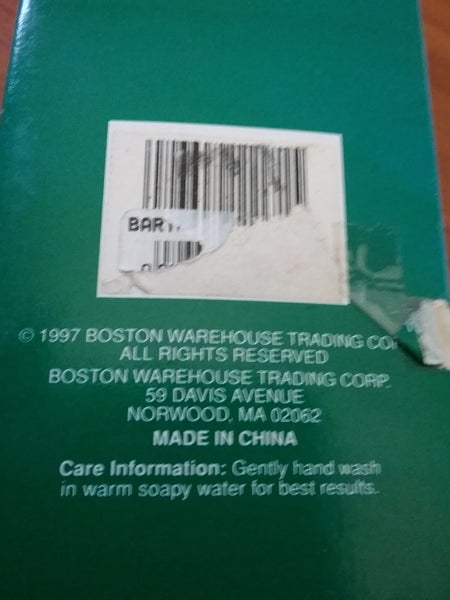 BAR
© 1997 BOSTON WAREHOUSE TRADING
ALL RIGHTS RESERVED
BOSTON WAREHOUSE TRADING CORP.
59 DAVIS AVENUE
NORWOOD, MA 02062
MADE IN CHINA
Care Information: Gently hand wash
in warm soapy water for best results.